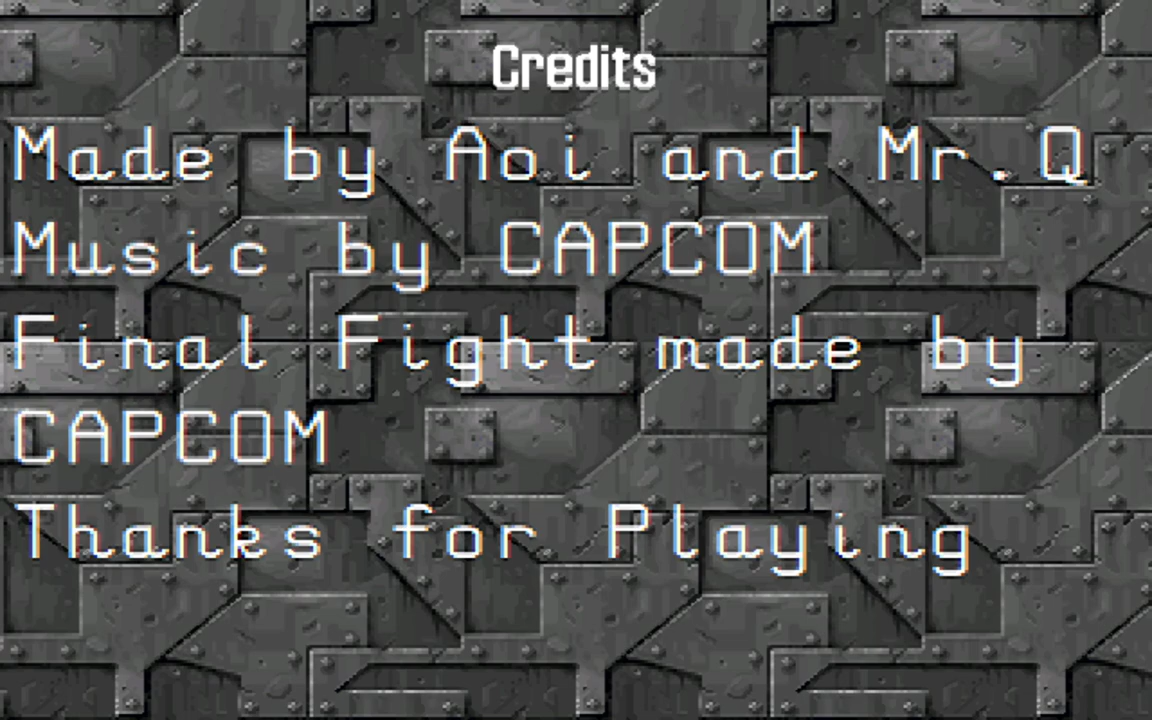 Credits
Made by Aoi and Mr.Q
Music by CAPCOM
Final Fight made by
CAPCOM
Thanks for Playing